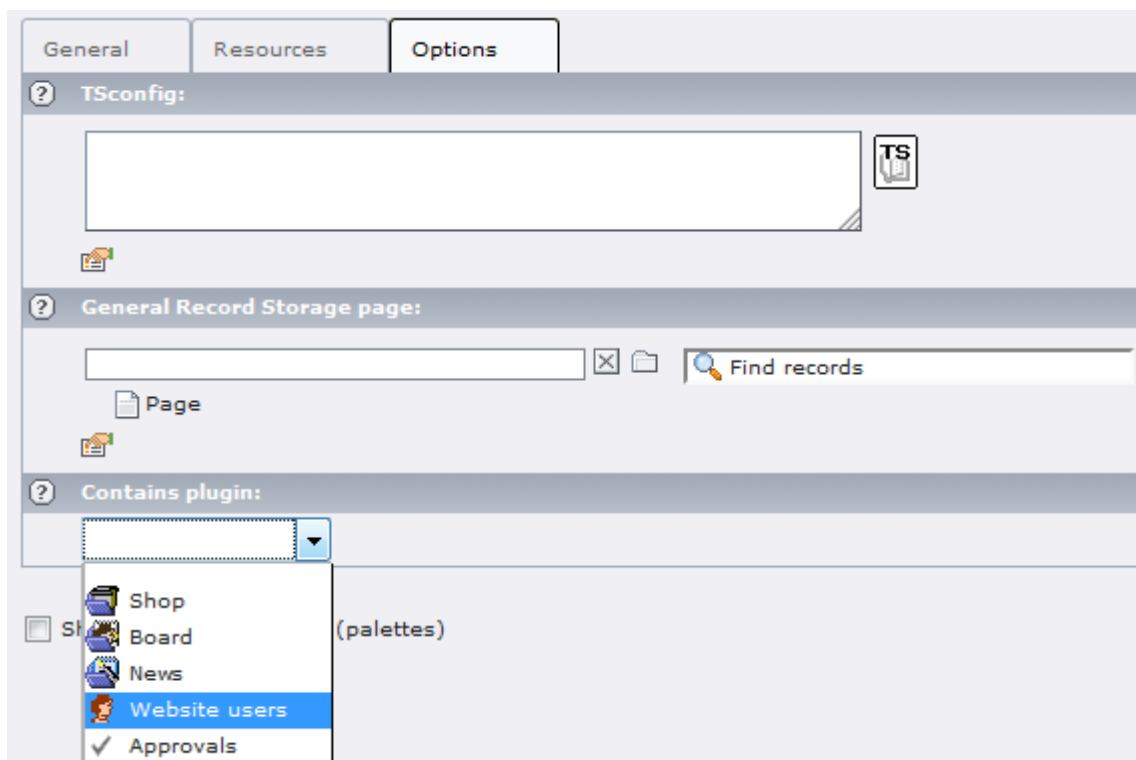 General Resources Options
? TSconfig:
TS
? General Record Storage page:
Find records
Page
? Contains plugin:
Shop
Board
News
Website users
Approvals
(palettes)